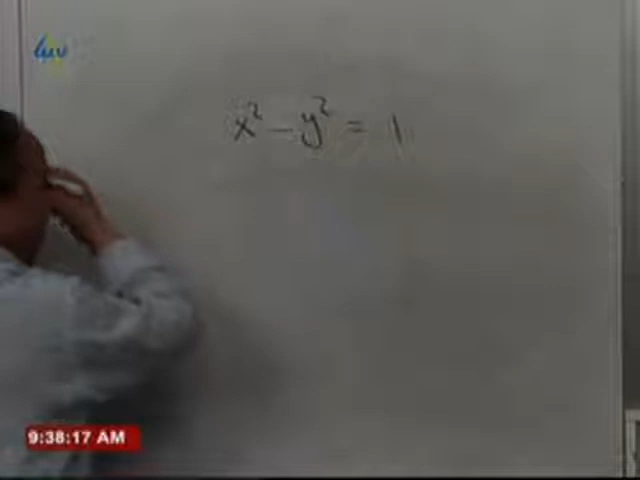 x² - y² = 1
9:38:17 AM